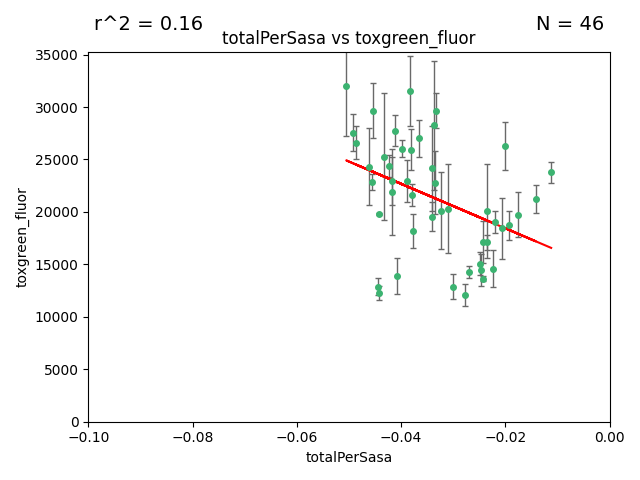 r^2 = 0.16
N = 46
totalPerSasa vs toxgreen_fluor
35000
30000
25000
20000
15000
10000
5000
0
toxgreen_fluor
−0.10
−0.08
−0.06
−0.04
−0.02
0.00
totalPerSasa